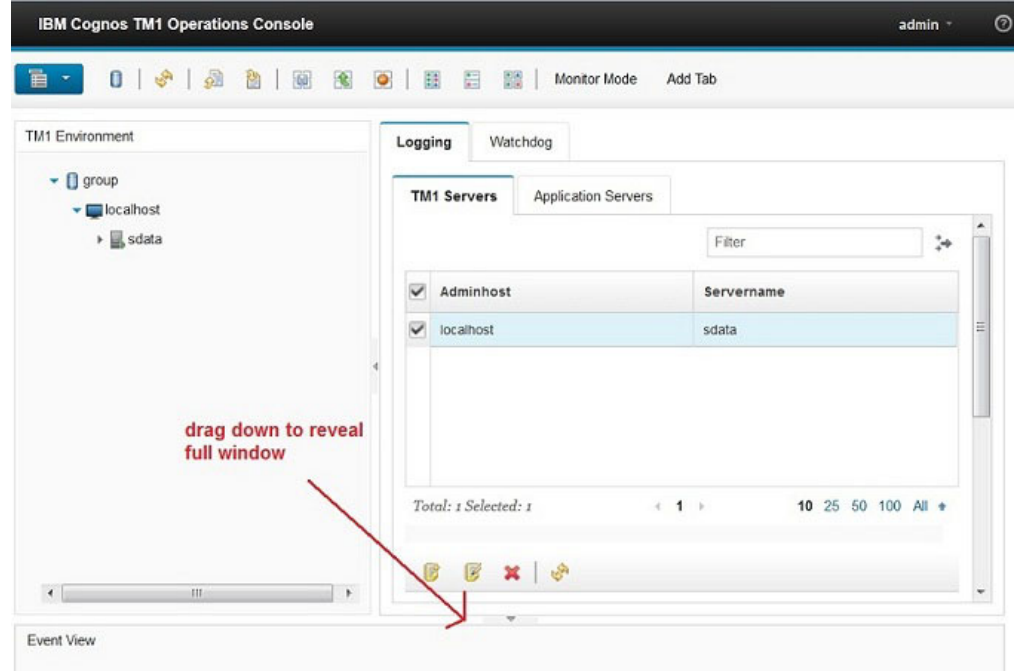 IBM Cognos TM1 Operations Console
admin
Monitor Mode
Add Tab
TM1 Environment
group
localhost
sdata
Logging
Watchdog
TM1 Servers
Application Servers
Filter
Adminhost
Servername
localhost
sdata
drag down to reveal
full window
Total: 1 Selected: 1
1
10 25 50 100 All
Event View